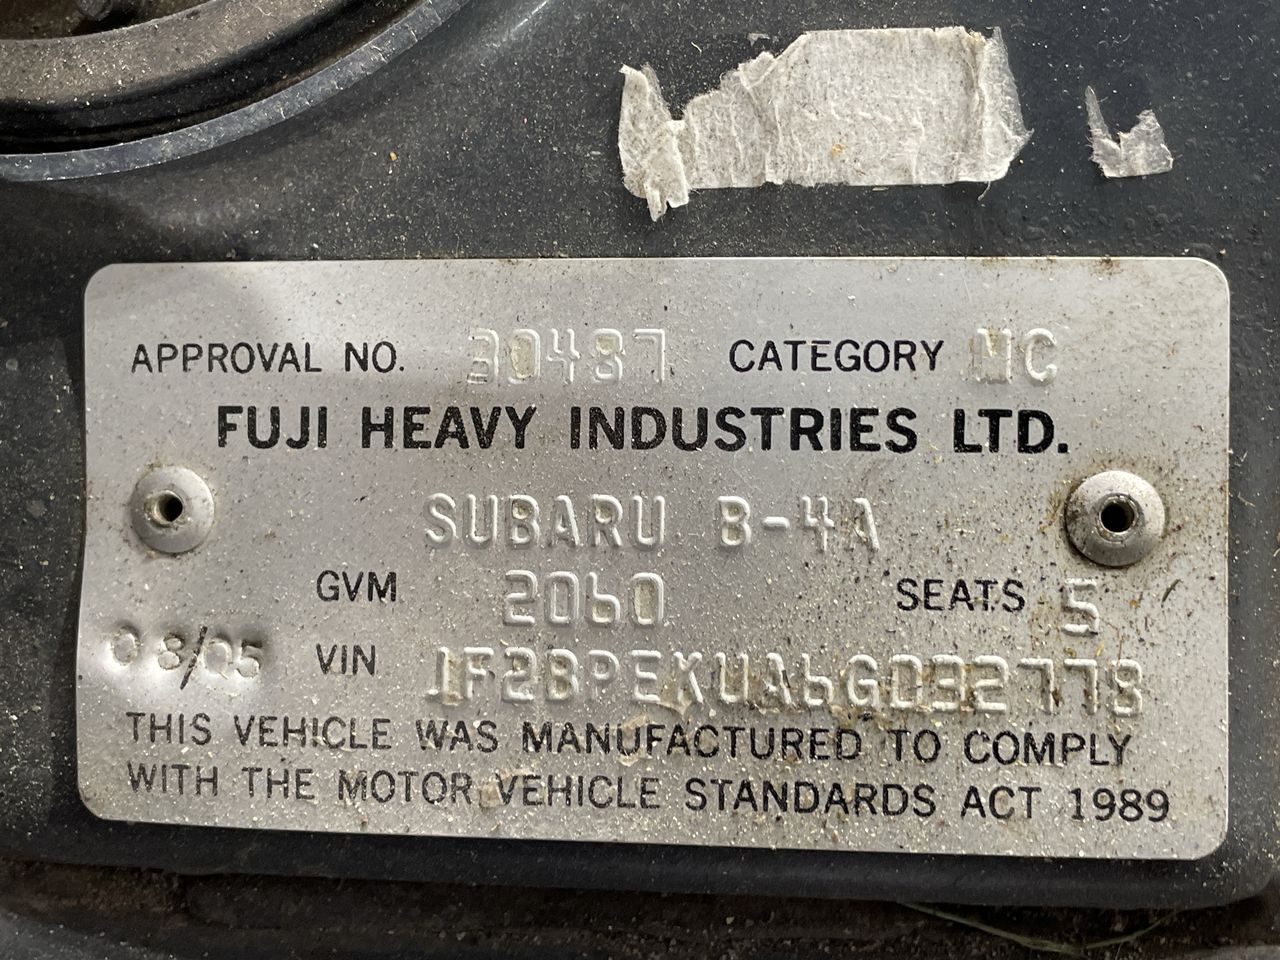 APPROVAL NO. 30487 CATEGORY MC
FUJI HEAVY INDUSTRIES LTD.
SUBARU B-4A
GVM 2060 SEATS 5
08/05 VIN JF2BPEKUA6G032778
THIS VEHICLE WAS MANUFACTURED TO COMPLY
WITH THE MOTOR VEHICLE STANDARDS ACT 1989